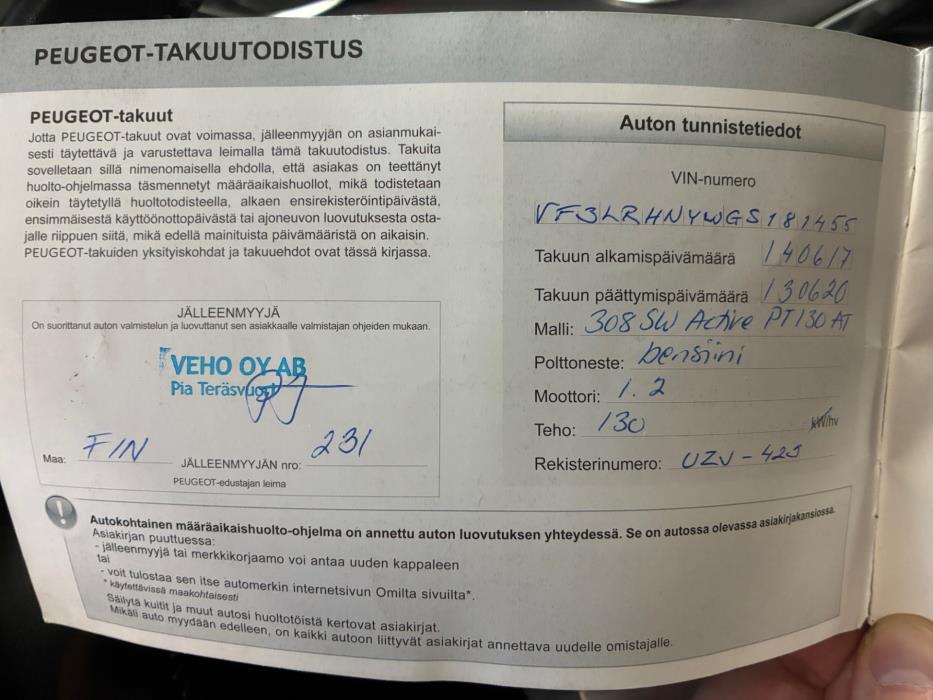 PEUGEOT-TAKUUTODISTUS
PEUGEOT-takuut
Jotta PEUGEOT-takuut ovat voimassa, jälleenmyyjän on asianmukai-
sesti täytettävä ja varustettava leimalla tämä takuutodistus. Takuita
sovelletaan sillä nimenomaisella ehdolla, että asiakas on teettänyt
huolto-ohjelmassa täsmennetyt määräaikaishuollot, mikä todistetaan
oikein täytetyllä huoltotodisteella, alkaen ensirekisteröintipäivästä,
ensimmäisestä käyttöönottopäivästä tai ajoneuvon luovutuksesta osta-
jalle riippuen siitä, mikä edellä mainituista päivämääristä on aikaisin.
PEUGEOT-takuiden yksityiskohdat ja takuuehdot ovat tässä kirjassa.
JÄLLEENMYYJÄ
On suorittanut auton valmistelun ja luovuttanut sen asiakkaalle valmistajan ohjeiden mukaan.
VEHO OY AB
Pia Teräsvuori
Maa: FIN JÄLLEENMYYJÄN nro: 231
PEUGEOT-edustajan leima
Auton tunnistetiedot
VIN-numero
VF3LRHNYWGS181455
Takuun alkamispäivämäärä 140617
Takuun päättymispäivämäärä 130620
Malli: 308 SW Active PT130 AT
Polttoneste: bensiini
Moottori: 1.2
Teho: 130 kW/hv
Rekisterinumero: UZV-425
! Autokohtainen määräaikaishuolto-ohjelma on annettu auton luovutuksen yhteydessä. Se on autossa olevassa asiakirjakansiossa.
Asiakirjan puuttuessa:
- jälleenmyyjä tai merkkikorjaamo voi antaa uuden kappaleen
tai
- voit tulostaa sen itse automerkin internetsivun Omilta sivuilta*.
* käytettävissä maakohtaisesti
Säilytä kuitit ja muut autosi huoltotöistä kertovat asiakirjat.
Mikäli auto myydään edelleen, on kaikki autoon liittyvät asiakirjat annettava uudelle omistajalle.